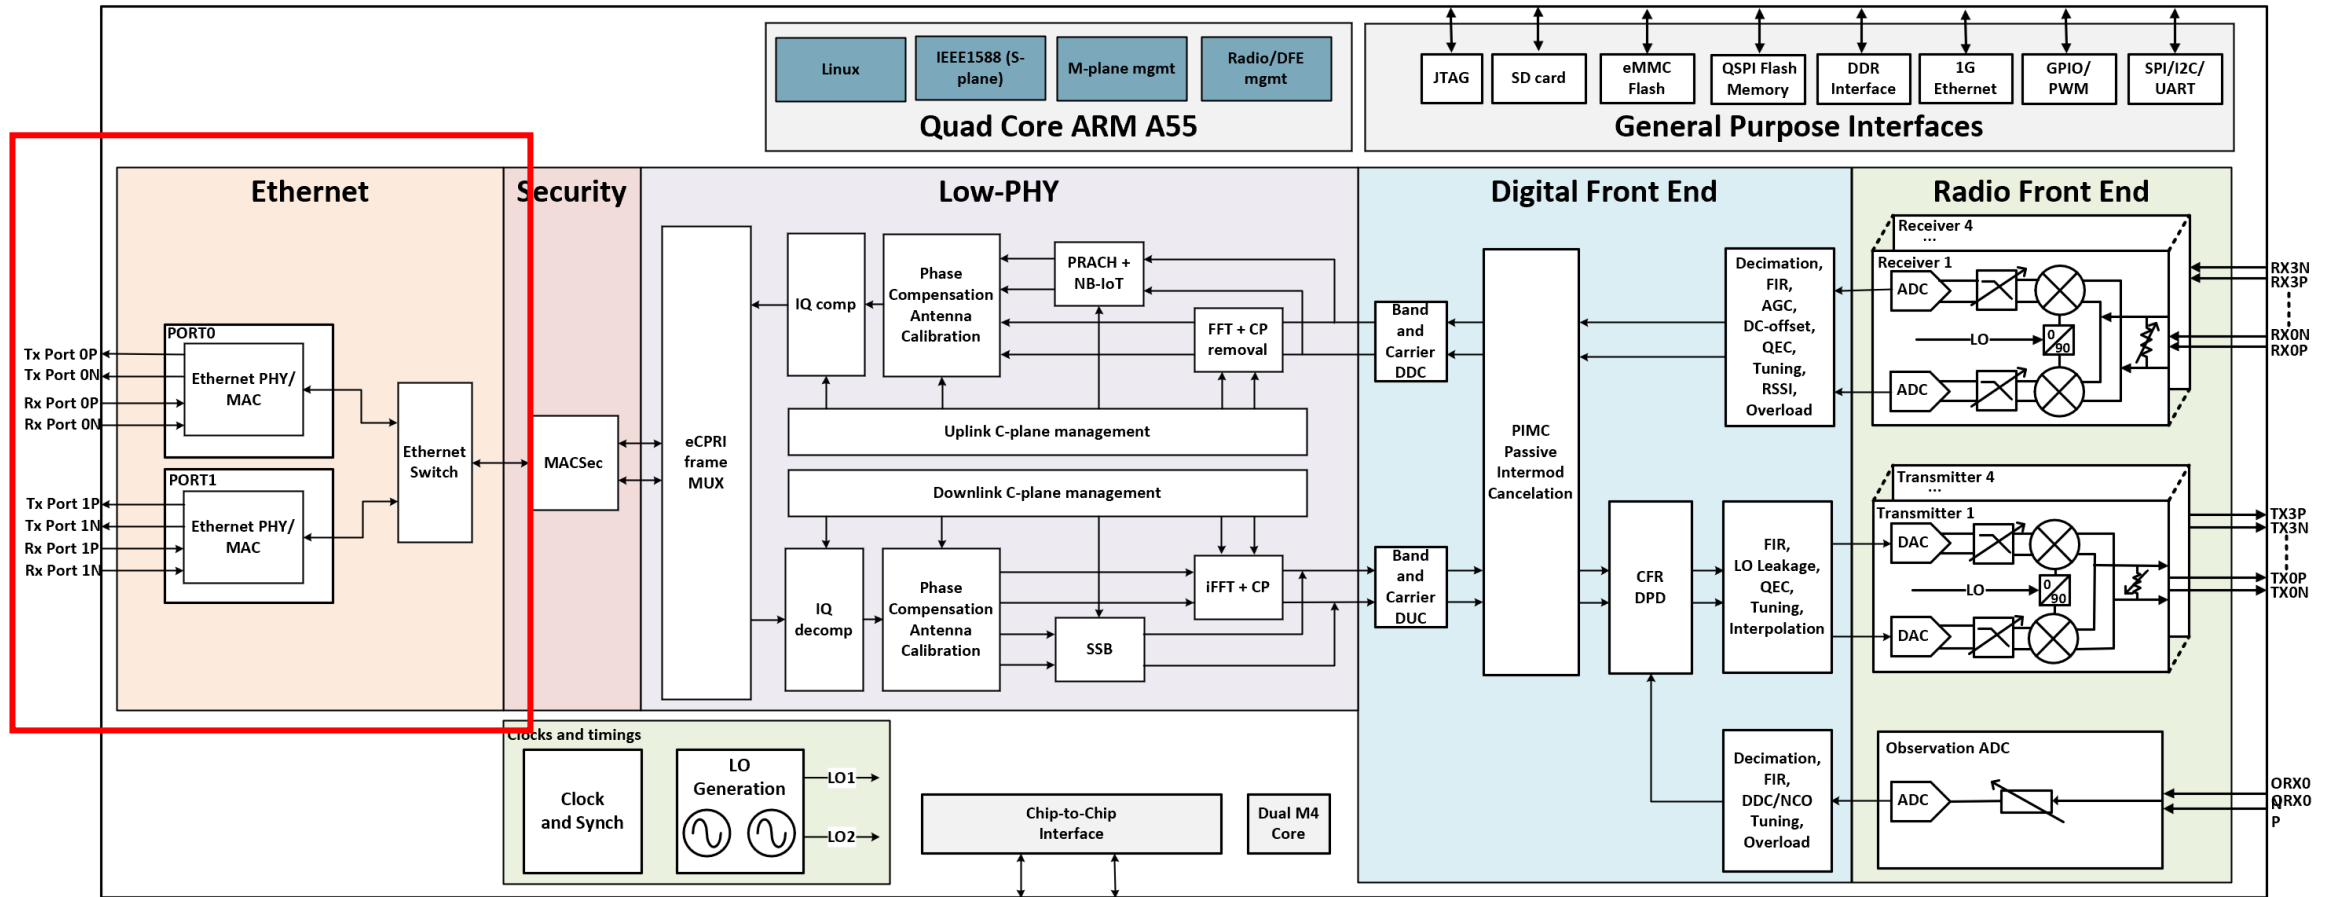 Linux
IEEE1588 (S-
plane)
M-plane mgmt
Radio/DFE
mgmt
Quad Core ARM A55
JTAG
SD card
eMMC
Flash
QSPI Flash
Memory
DDR
Interface
1G
Ethernet
GPIO/
PWM
SPI/I2C/
UART
General Purpose Interfaces
Ethernet
PORT0
Ethernet PHY/
MAC
Tx Port 0P
Tx Port 0N
Rx Port 0P
Rx Port 0N
PORT1
Ethernet PHY/
MAC
Tx Port 1P
Tx Port 1N
Rx Port 1P
Rx Port 1N
Ethernet
Switch
Security
MACSec
Low-PHY
eCPRI
frame
MUX
IQ comp
Phase
Compensation
Antenna
Calibration
PRACH +
NB-IoT
FFT + CP
removal
Uplink C-plane management
Downlink C-plane management
IQ
decomp
Phase
Compensation
Antenna
Calibration
iFFT + CP
SSB
Digital Front End
Band
and
Carrier
DDC
Band
and
Carrier
DUC
PIMC
Passive
Intermod
Cancelation
Decimation,
FIR,
AGC,
DC-offset,
QEC,
Tuning,
RSSI,
Overload
CFR
DPD
FIR,
LO Leakage,
QEC,
Tuning,
Interpolation
Decimation,
FIR,
DDC/NCO
Tuning,
Overload
Radio Front End
Receiver 4
...
Receiver 1
ADC
LO
0
90
ADC
RX3N
RX3P
RX0N
RX0P
Transmitter 4
...
Transmitter 1
DAC
LO
0
90
DAC
TX3P
TX3N
TX0P
TX0N
Observation ADC
ADC
ORX0
N
ORX0
P
Clocks and timings
Clock
and Synch
LO
Generation
LO1
LO2
Chip-to-Chip
Interface
Dual M4
Core